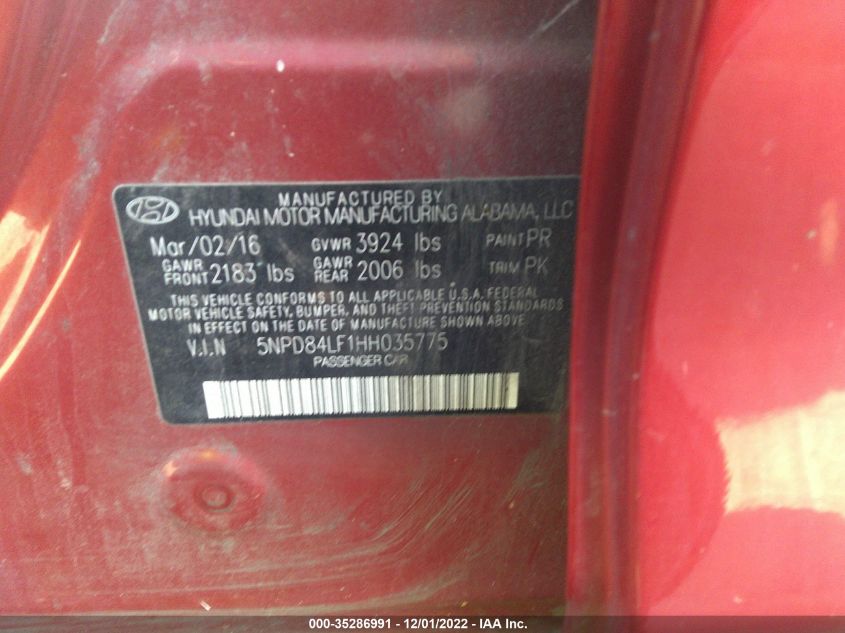 MANUFACTURED BY
HYUNDAI MOTOR MANUFACTURING ALABAMA, LLC
Mar/02/16 GVWR 3924 lbs PAINT PR
GAWR FRONT 2183 lbs GAWR REAR 2006 lbs TRIM PK
THIS VEHICLE CONFORMS TO ALL APPLICABLE U.S.A. FEDERAL
MOTOR VEHICLE SAFETY, BUMPER, AND THEFT PREVENTION STANDARDS
IN EFFECT ON THE DATE OF MANUFACTURE SHOWN ABOVE
V.I.N 5NPD84LF1HH035775
PASSENGER CAR
000-35286991 - 12/01/2022 - IAA Inc.